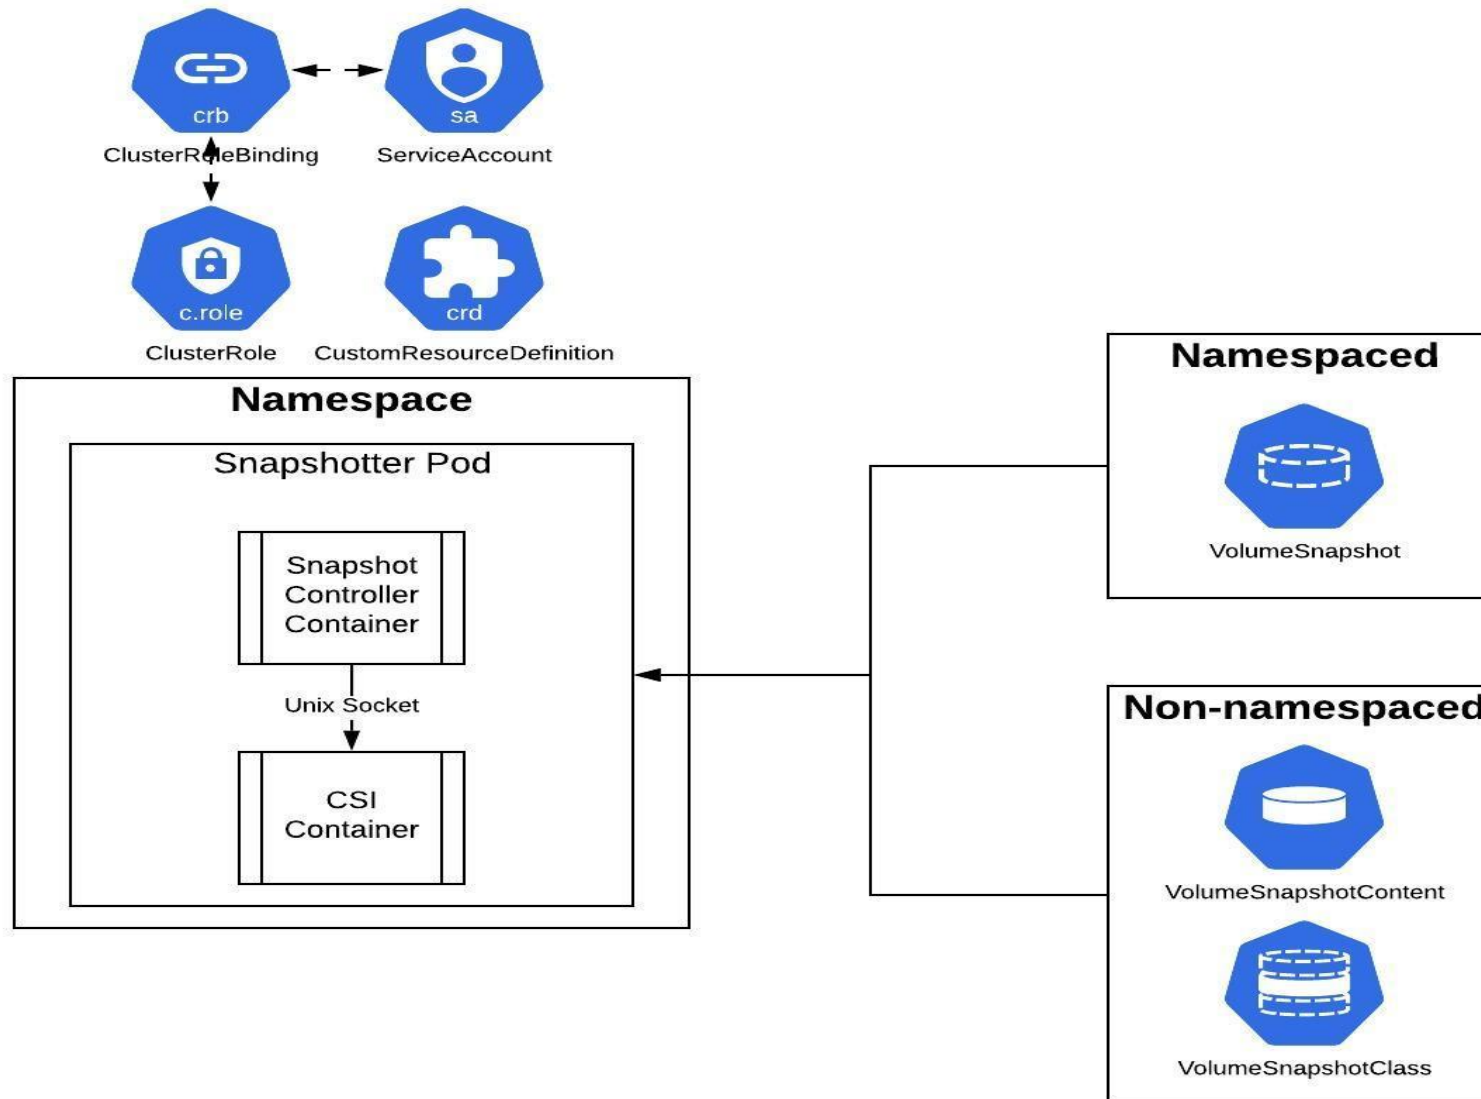 crb
sa
ClusterRoleBinding
ServiceAccount
c.role
crd
ClusterRole
CustomResourceDefinition
Namespace
Snapshotter Pod
Snapshot
Controller
Container
Unix Socket
CSI
Container
Namespaced
VolumeSnapshot
Non-namespaced
VolumeSnapshotContent
VolumeSnapshotClass